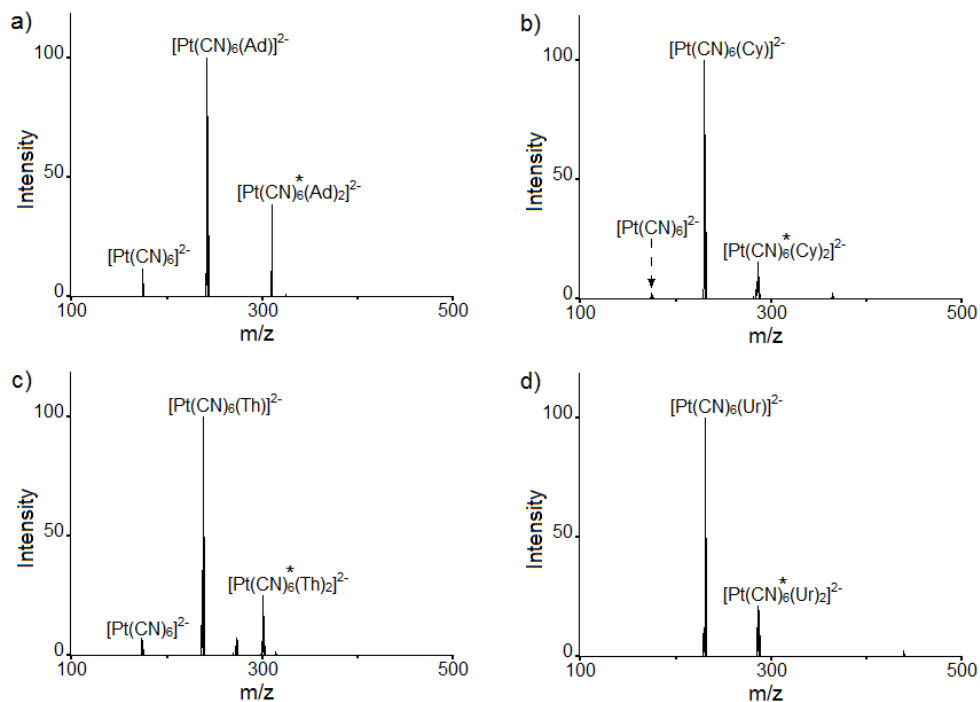 a)
[Pt(CN)₆(Ad)]²⁻
100
Intensity
50
*
[Pt(CN)₆(Ad)₂]²⁻
[Pt(CN)₆]²⁻
0
100
300
500
m/z
b)
[Pt(CN)₆(Cy)]²⁻
100
Intensity
50
[Pt(CN)₆]²⁻
*
[Pt(CN)₆(Cy)₂]²⁻
0
100
300
500
m/z
c)
[Pt(CN)₆(Th)]²⁻
100
Intensity
50
*
[Pt(CN)₆(Th)₂]²⁻
[Pt(CN)₆]²⁻
0
100
300
500
m/z
d)
[Pt(CN)₆(Ur)]²⁻
100
Intensity
50
*
[Pt(CN)₆(Ur)₂]²⁻
0
100
300
500
m/z